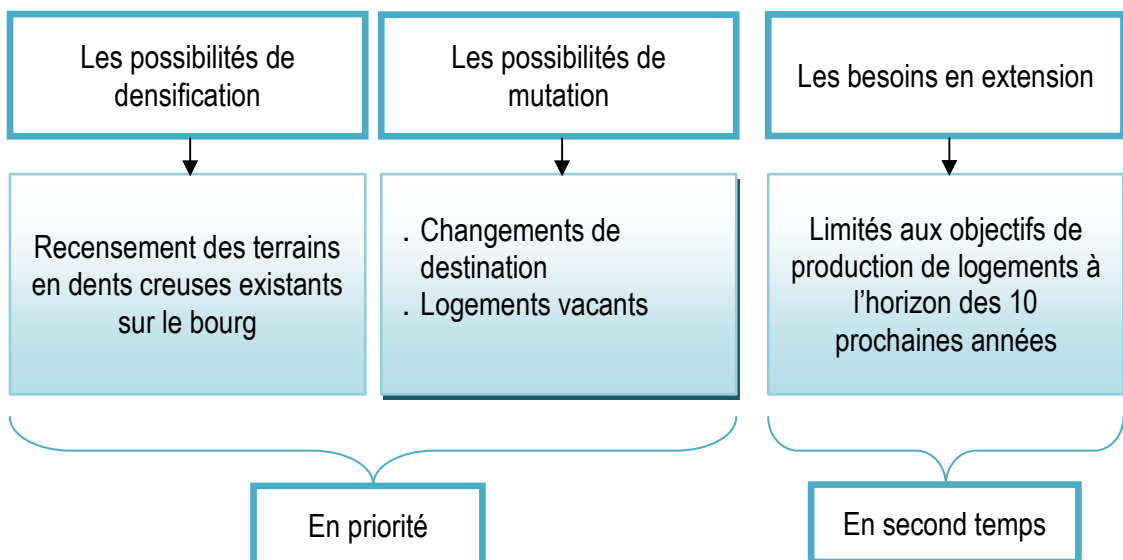 Les possibilités de
densification
Les possibilités de
mutation
Les besoins en extension
Recensement des terrains
en dents creuses existants
sur le bourg
. Changements de
destination
. Logements vacants
Limités aux objectifs de
production de logements à
l’horizon des 10
prochaines années
En priorité
En second temps